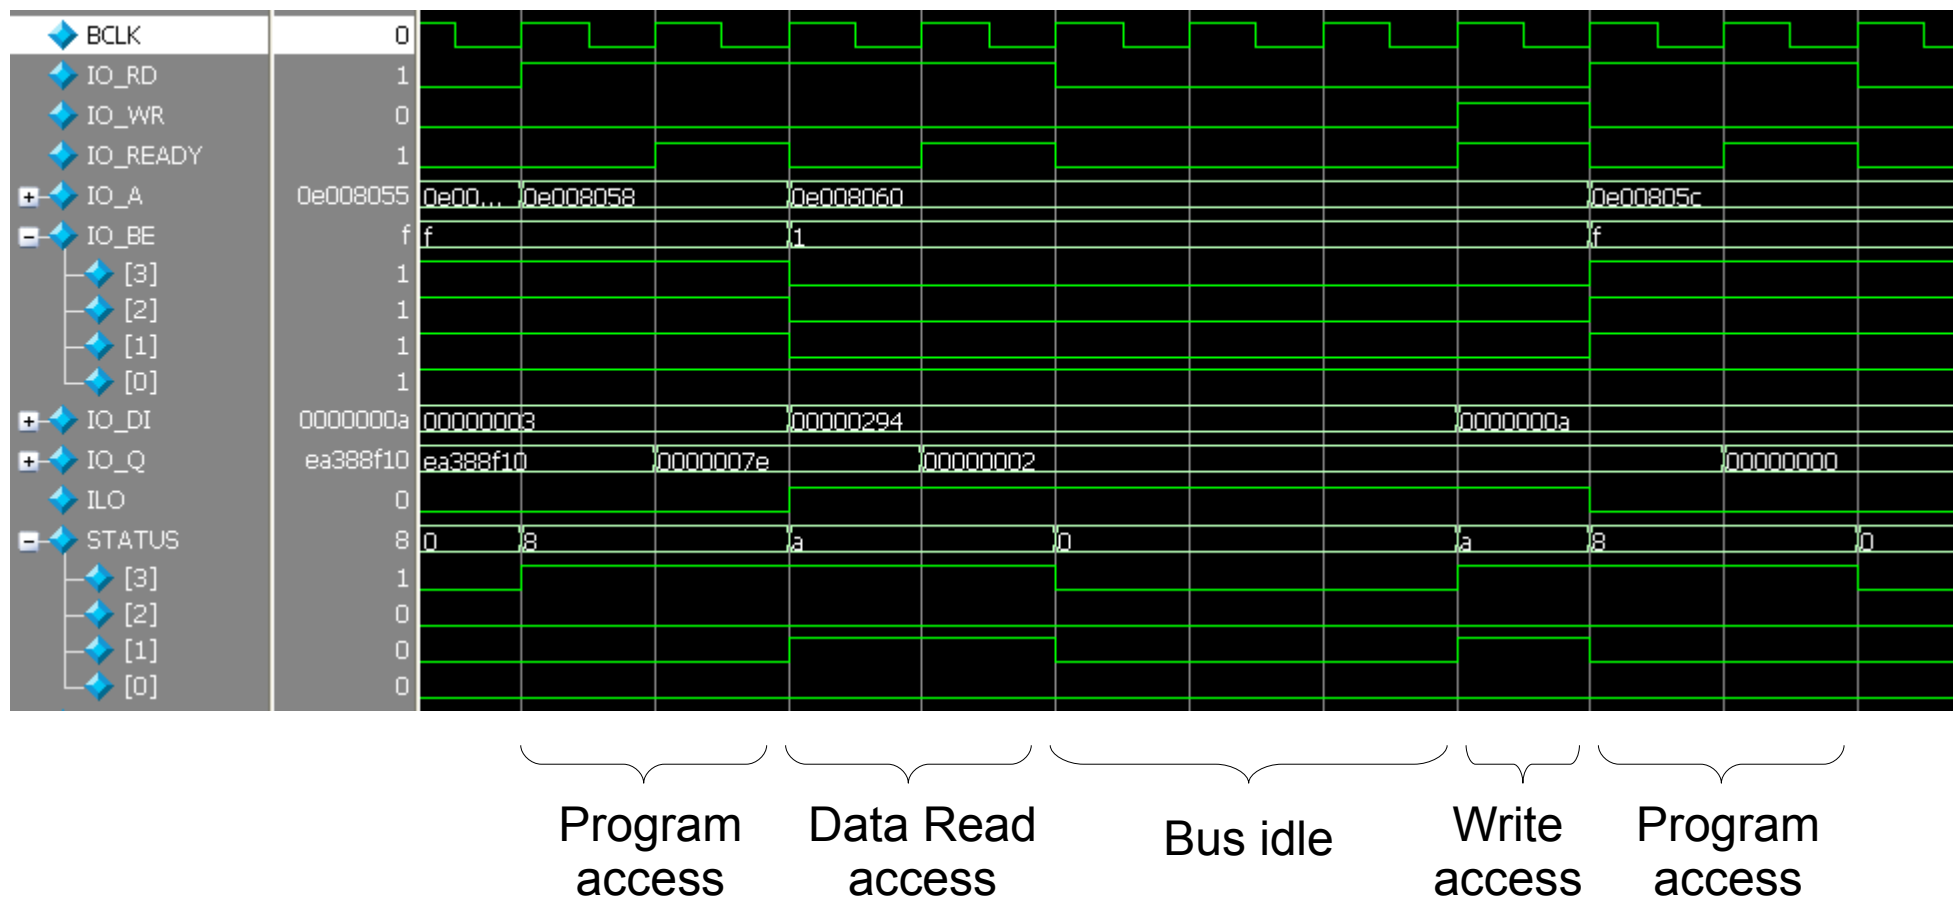 BCLK 0
IO_RD 1
IO_WR 0
IO_READY 1
IO_A 0e008055 0e00... 0e008058 0e008060 0e00805c
IO_BE f f 1 f
[3] 1
[2] 1
[1] 1
[0] 1
IO_DI 0000000a 00000003 00000294 0000000a
IO_Q ea388f10 ea388f10 0000007e 00000002 00000000
ILO 0
STATUS 8 0 8 a 0 a 8 0
[3] 1
[2] 0
[1] 0
[0] 0
Program access
Data Read access
Bus idle
Write access
Program access